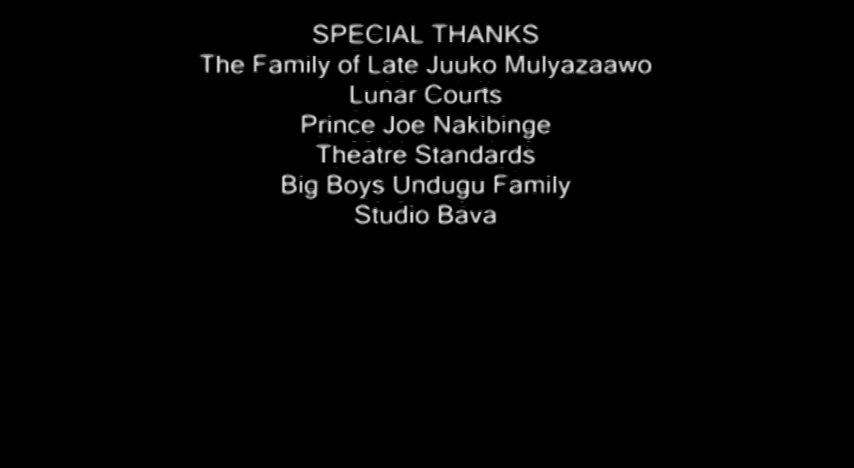 SPECIAL THANKS
The Family of Late Juuko Mulyazaawo
Lunar Courts
Prince Joe Nakibinge
Theatre Standards
Big Boys Undugu Family
Studio Bava